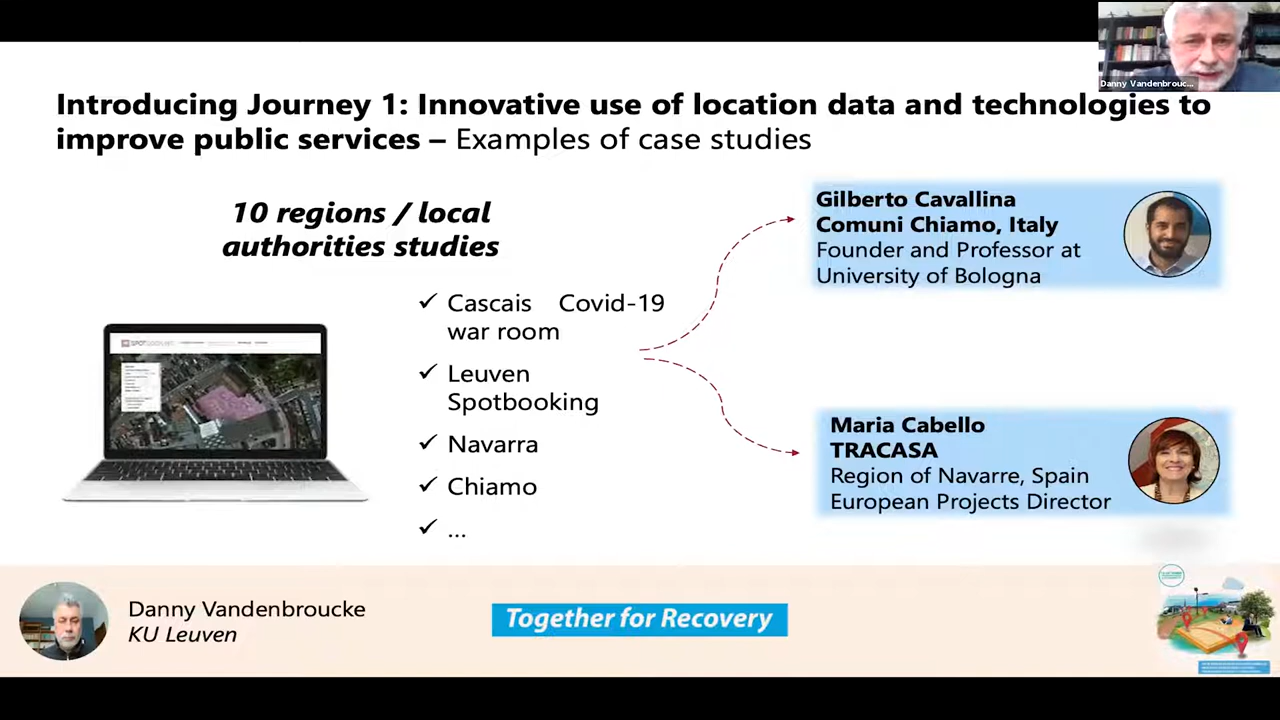 Danny Vandenbrouc...
Introducing Journey 1: Innovative use of location data and technologies to
improve public services – Examples of case studies
10 regions / local
authorities studies
✓ Cascais Covid-19
war room
✓ Leuven
Spotbooking
✓ Navarra
✓ Chiamo
✓ ...
Gilberto Cavallina
Comuni Chiamo, Italy
Founder and Professor at
University of Bologna
Maria Cabello
TRACASA
Region of Navarre, Spain
European Projects Director
Danny Vandenbroucke
KU Leuven
Together for Recovery